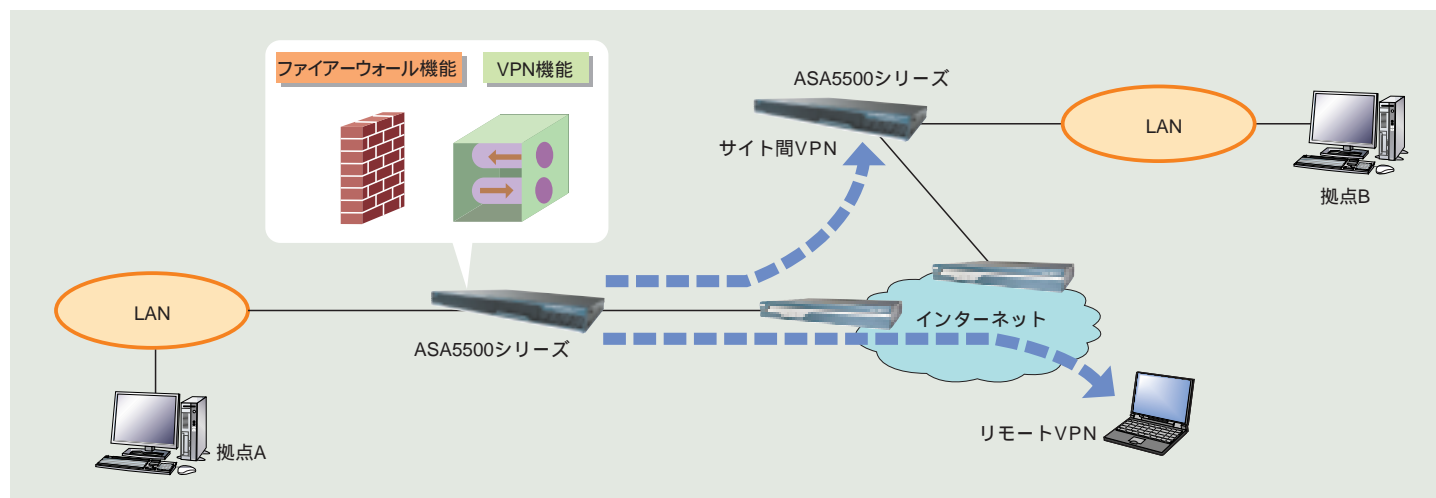 ファイアーウォール機能
VPN機能
ASA5500シリーズ
サイト間VPN
LAN
拠点B
LAN
ASA5500シリーズ
インターネット
拠点A
リモートVPN